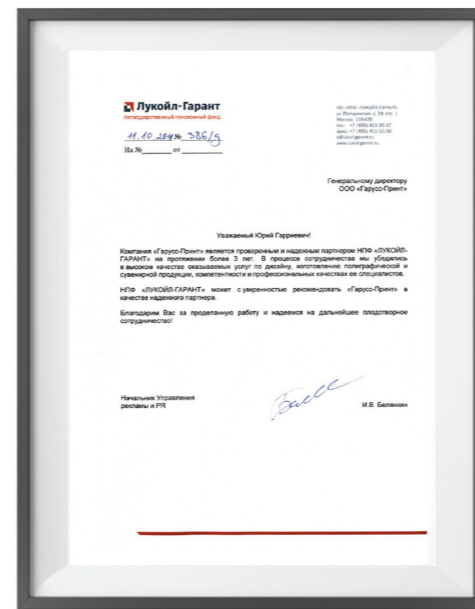 Лукойл-Гарант
Негосударственный пенсионный фонд
11.10 № 386/9
На № от
Москва
Генеральному директору
ООО «Гарусс-Принт»
Уважаемый Юрий Гарриевич!
Компания «Гарусс-Принт» является проверенным и надежным партнером НПФ «ЛУКОЙЛ-
ГАРАНТ» на протяжении более 3 лет. В процессе сотрудничества мы убедились
в высоком качестве оказываемых услуг по дизайну, изготовлению полиграфической и
сувенирной продукции, компетентности и профессиональных качествах ее специалистов.
НПФ «ЛУКОЙЛ-ГАРАНТ» может с уверенностью рекомендовать «Гарусс-Принт» в
качестве надежного партнера.
Благодарим Вас за проделанную работу и надеемся на дальнейшее плодотворное
сотрудничество!
Начальник Управления
рекламы и PR
И.В. Белянкин